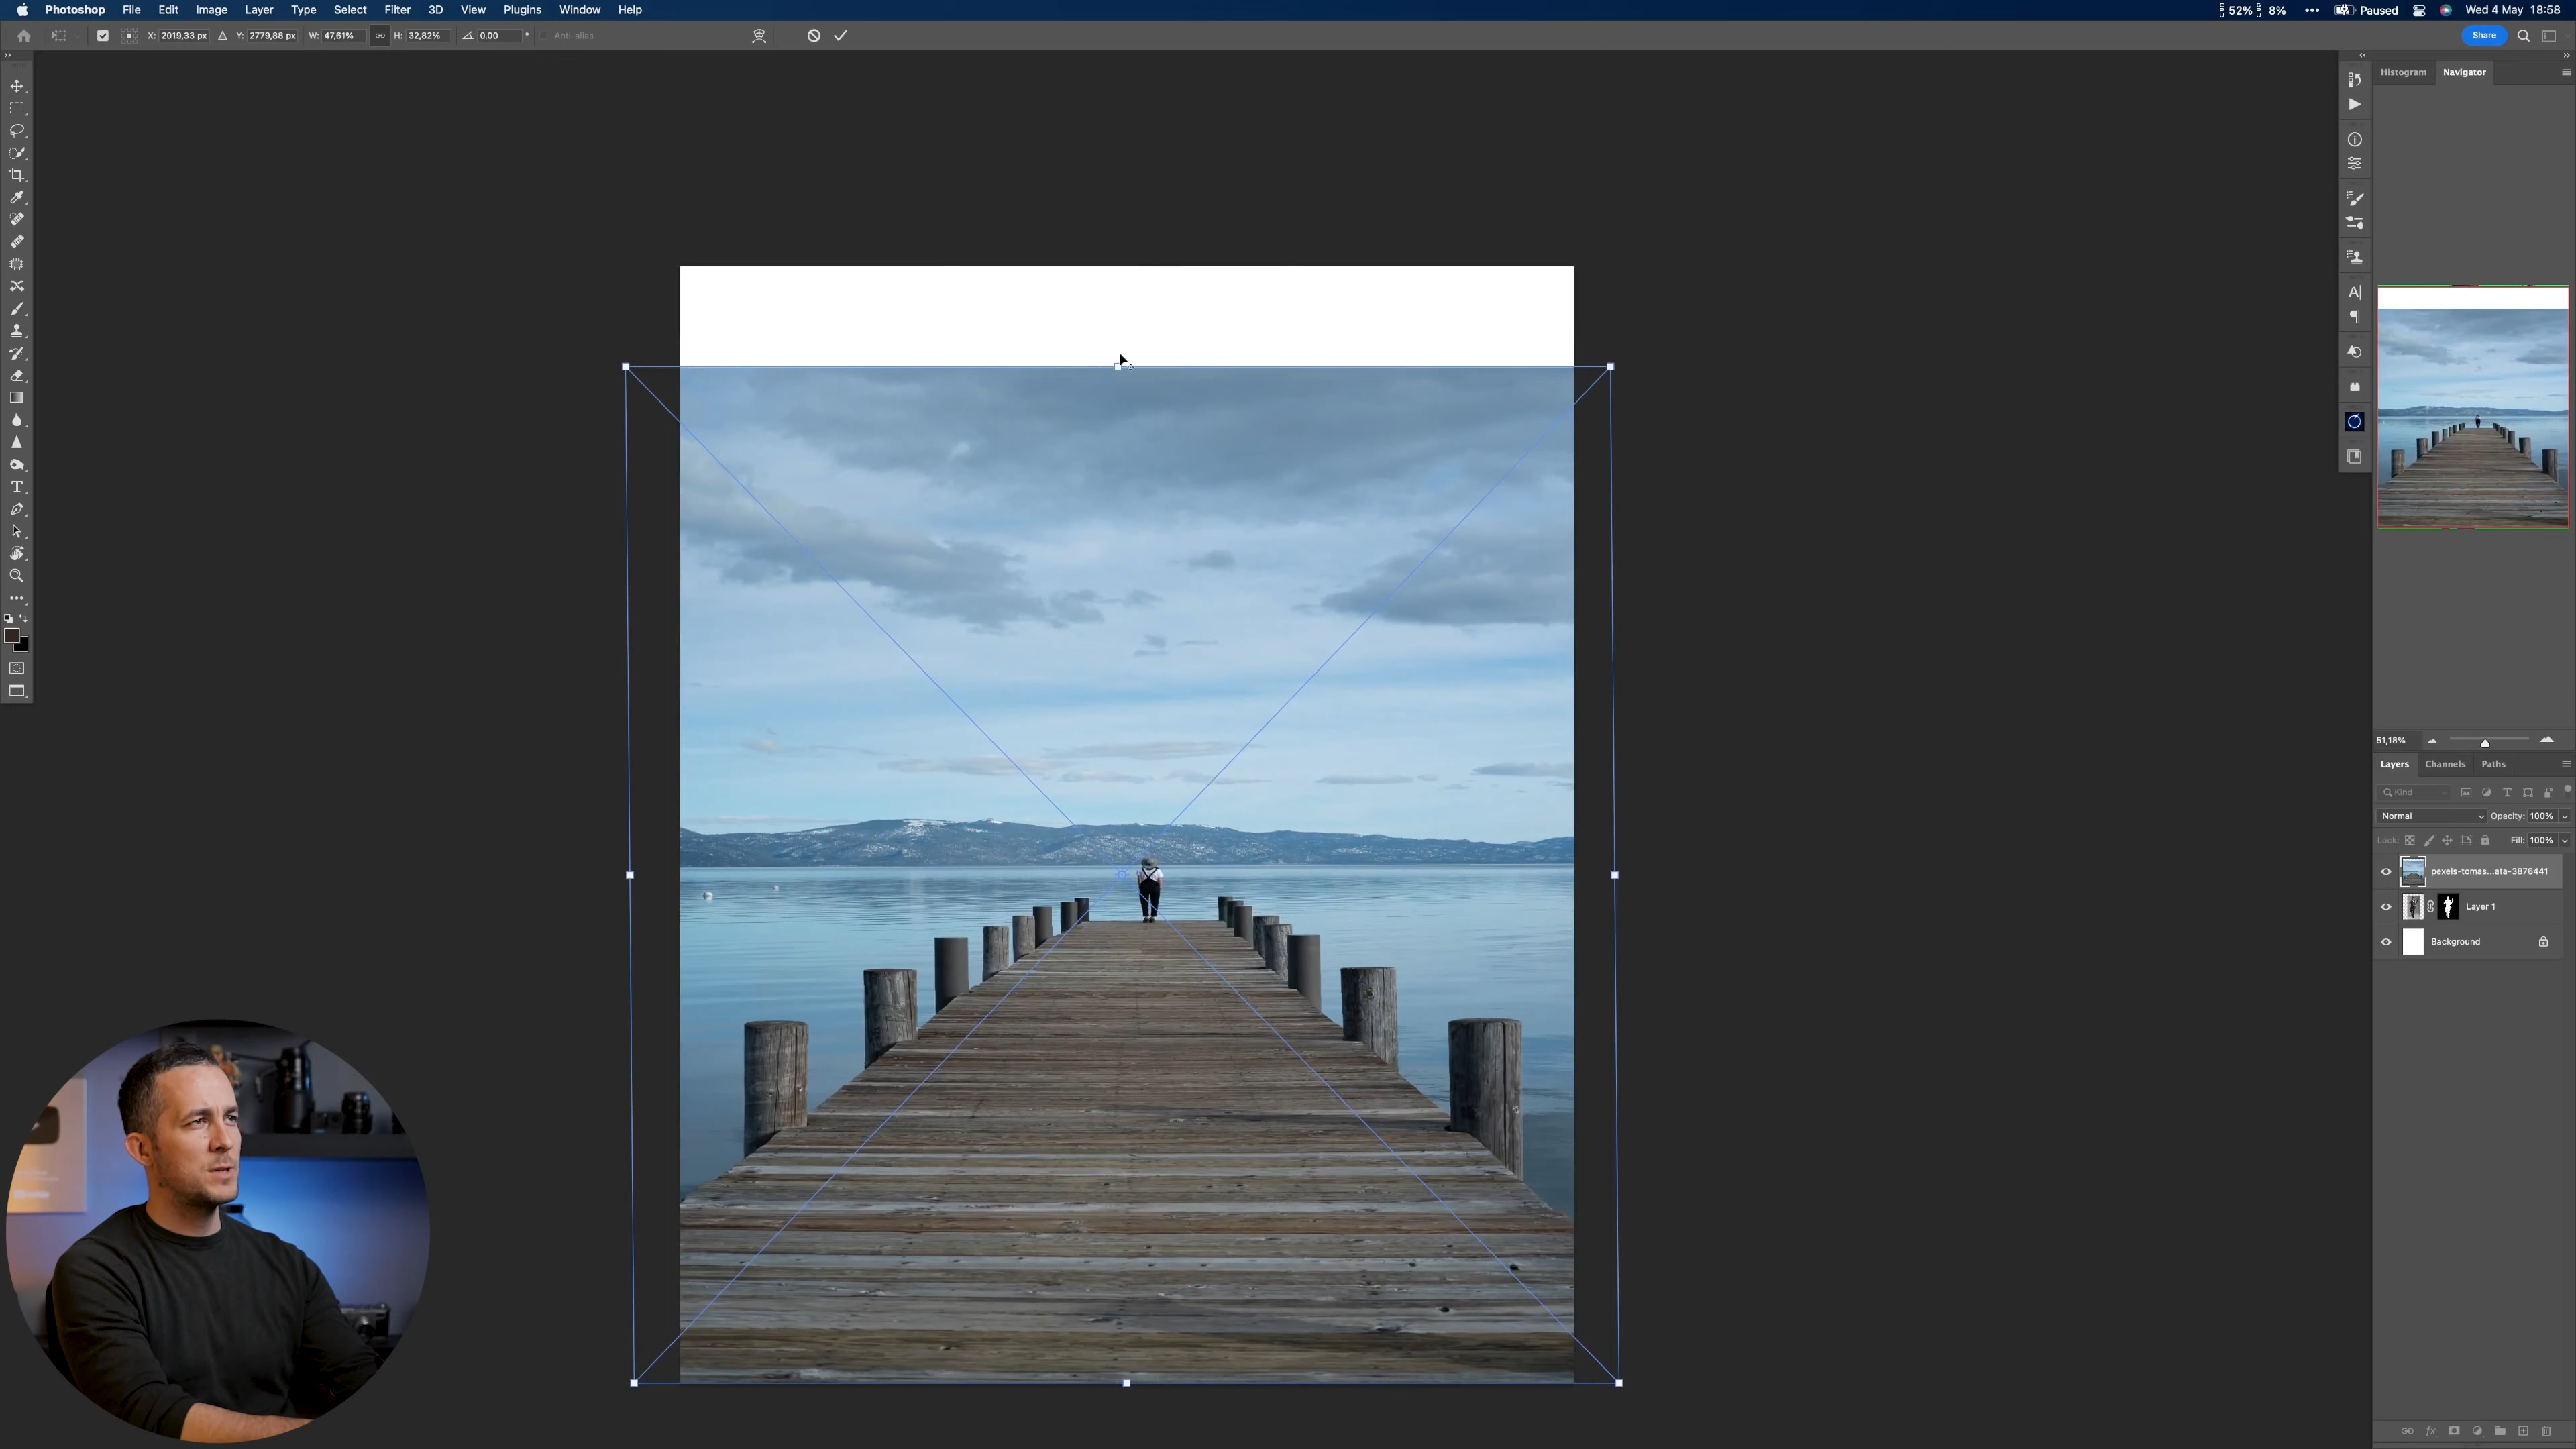 Photoshop File Edit Image Layer Type Select Filter 3D View Plugins Window Help 52% 8% Paused Wed 4 May 18:58
X: 2019,33 px Y: 2779,88 px W: 47,61% H: 32,82% 0,00 ° Anti-alias Share
Histogram Navigator
51,18%
Layers Channels Paths
Kind
Normal Opacity: 100%
Lock: Fill: 100%
pexels-tomas...ata-3876441
Layer 1
Background